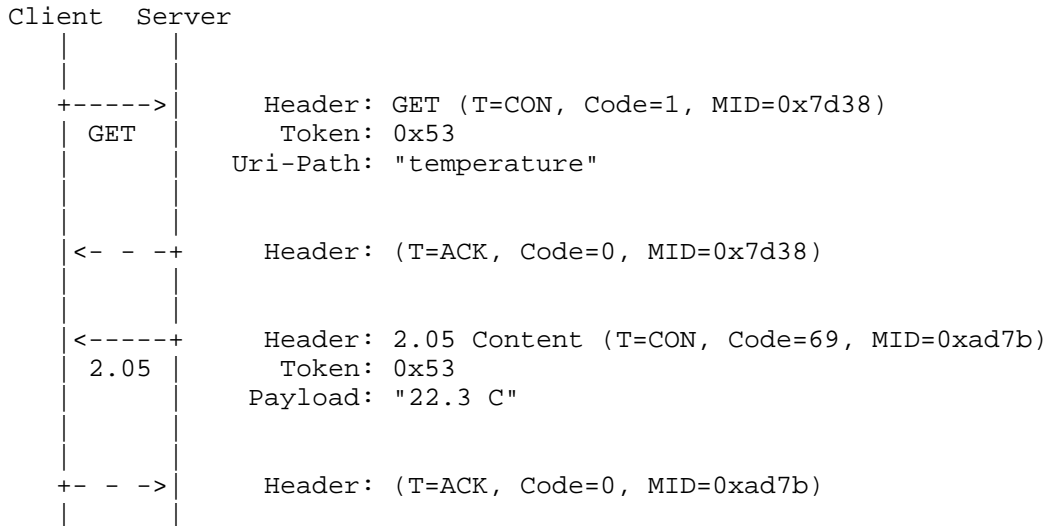 Client Server
+----->| Header: GET (T=CON, Code=1, MID=0x7d38)
| GET | Token: 0x53
| | Uri-Path: "temperature"
|<- - -+ Header: (T=ACK, Code=0, MID=0x7d38)
|<-----+ Header: 2.05 Content (T=CON, Code=69, MID=0xad7b)
| 2.05 | Token: 0x53
| | Payload: "22.3 C"
+- - ->| Header: (T=ACK, Code=0, MID=0xad7b)